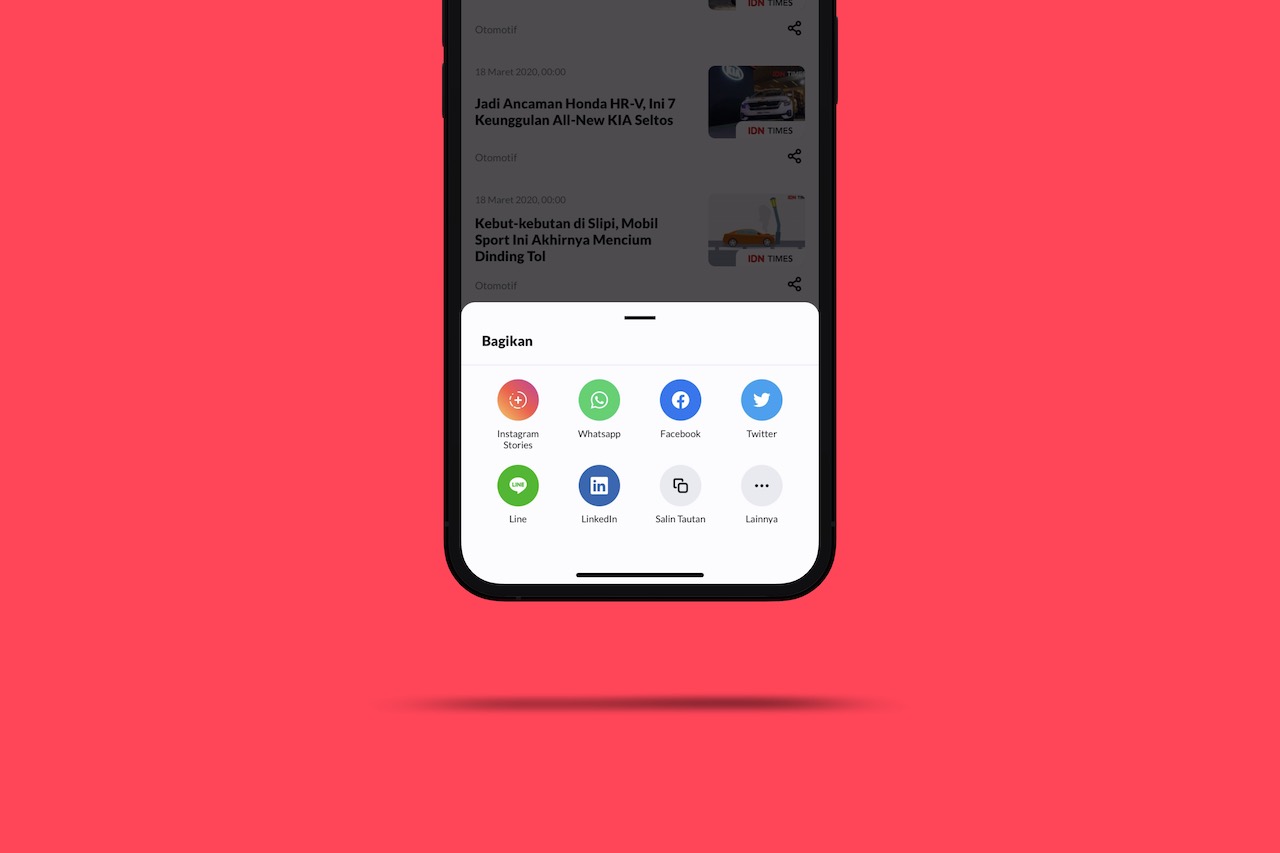 IDN TIMES
Otomotif
18 Maret 2020, 00:00
Jadi Ancaman Honda HR-V, Ini 7
Keunggulan All-New KIA Seltos
KIA
IDN TIMES
Otomotif
18 Maret 2020, 00:00
Kebut-kebutan di Slipi, Mobil
Sport Ini Akhirnya Mencium
Dinding Tol
IDN TIMES
Otomotif
Bagikan
Instagram
Stories
Whatsapp
Facebook
Twitter
LINE
Line
in
LinkedIn
Salin Tautan
Lainnya